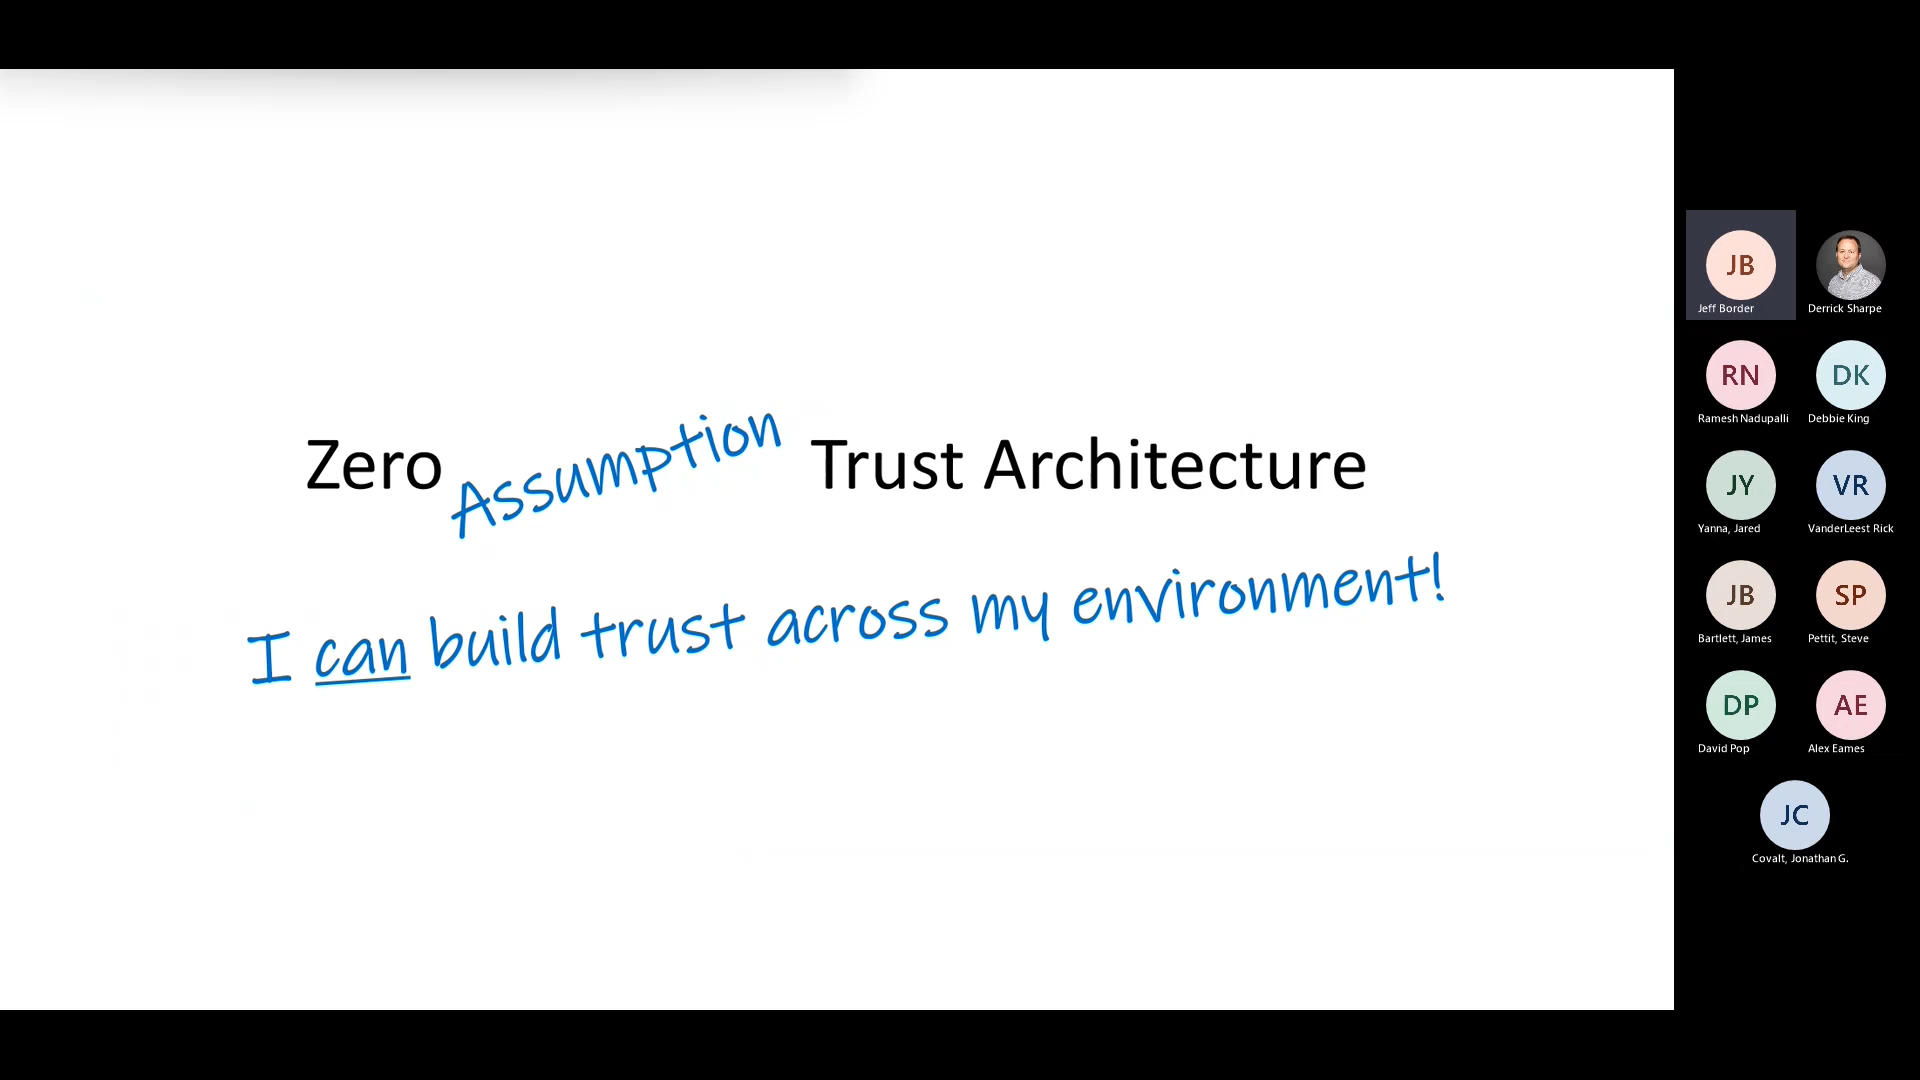 Zero Assumption Trust Architecture
I can build trust across my environment!
JB
Jeff Border
Derrick Sharpe
RN
Ramesh Nadupalli
DK
Debbie King
JY
Yanna, Jared
VR
VanderLeest Rick
JB
Bartlett, James
SP
Pettit, Steve
DP
David Pop
AE
Alex Eames
JC
Covalt, Jonathan G.